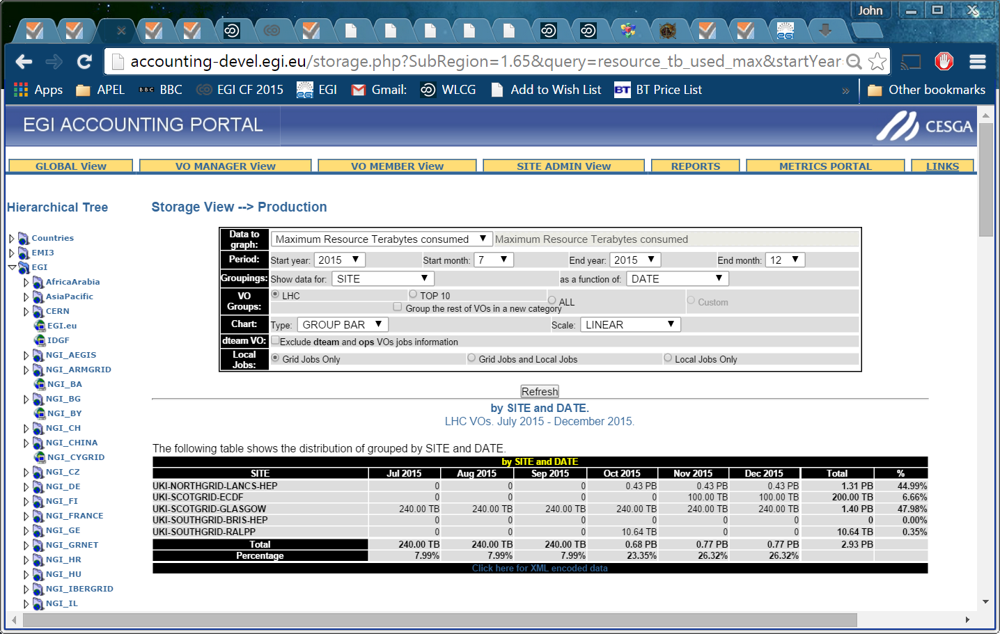 John
accounting-devel.egi.eu/storage.php?SubRegion=1.65&query=resource_tb_used_max&startYear
Apps APEL BBC BBC EGI CF 2015 EGI Gmail: WLCG Add to Wish List BT BT Price List » Other bookmarks
EGI ACCOUNTING PORTAL CESGA
GLOBAL View VO MANAGER View VO MEMBER View SITE ADMIN View REPORTS METRICS PORTAL LINKS
Hierarchical Tree
Countries
EMI3
EGI
AfricaArabia
AsiaPacific
CERN
EGI.eu
IDGF
NGI_AEGIS
NGI_ARMGRID
NGI_BA
NGI_BG
NGI_BY
NGI_CH
NGI_CHINA
NGI_CYGRID
NGI_CZ
NGI_DE
NGI_FI
NGI_FRANCE
NGI_GE
NGI_GRNET
NGI_HR
NGI_HU
NGI_IBERGRID
NGI_IL
Storage View --> Production
Data to graph: Maximum Resource Terabytes consumed Maximum Resource Terabytes consumed
Period: Start year: 2015 Start month: 7 End year: 2015 End month: 12
Groupings: Show data for: SITE as a function of: DATE
VO Groups: LHC TOP 10 ALL Custom
Group the rest of VOs in a new category
Chart: Type: GROUP BAR Scale: LINEAR
dteam VO: Exclude dteam and ops VOs jobs information
Local Jobs: Grid Jobs Only Grid Jobs and Local Jobs Local Jobs Only
Refresh
by SITE and DATE.
LHC VOs. July 2015 - December 2015.
The following table shows the distribution of grouped by SITE and DATE.
by SITE and DATE
SITE Jul 2015 Aug 2015 Sep 2015 Oct 2015 Nov 2015 Dec 2015 Total %
UKI-NORTHGRID-LANCS-HEP 0 0 0 0.43 PB 0.43 PB 0.43 PB 1.31 PB 44.99%
UKI-SCOTGRID-ECDF 0 0 0 0 100.00 TB 100.00 TB 200.00 TB 6.66%
UKI-SCOTGRID-GLASGOW 240.00 TB 240.00 TB 240.00 TB 240.00 TB 240.00 TB 240.00 TB 1.40 PB 47.98%
UKI-SOUTHGRID-BRIS-HEP 0 0 0 0 0 0 0 0.00%
UKI-SOUTHGRID-RALPP 0 0 0 10.64 TB 0 0 10.64 TB 0.35%
Total 240.00 TB 240.00 TB 240.00 TB 0.68 PB 0.77 PB 0.77 PB 2.93 PB
Percentage 7.99% 7.99% 7.99% 23.35% 26.32% 26.32%
Click here for XML encoded data